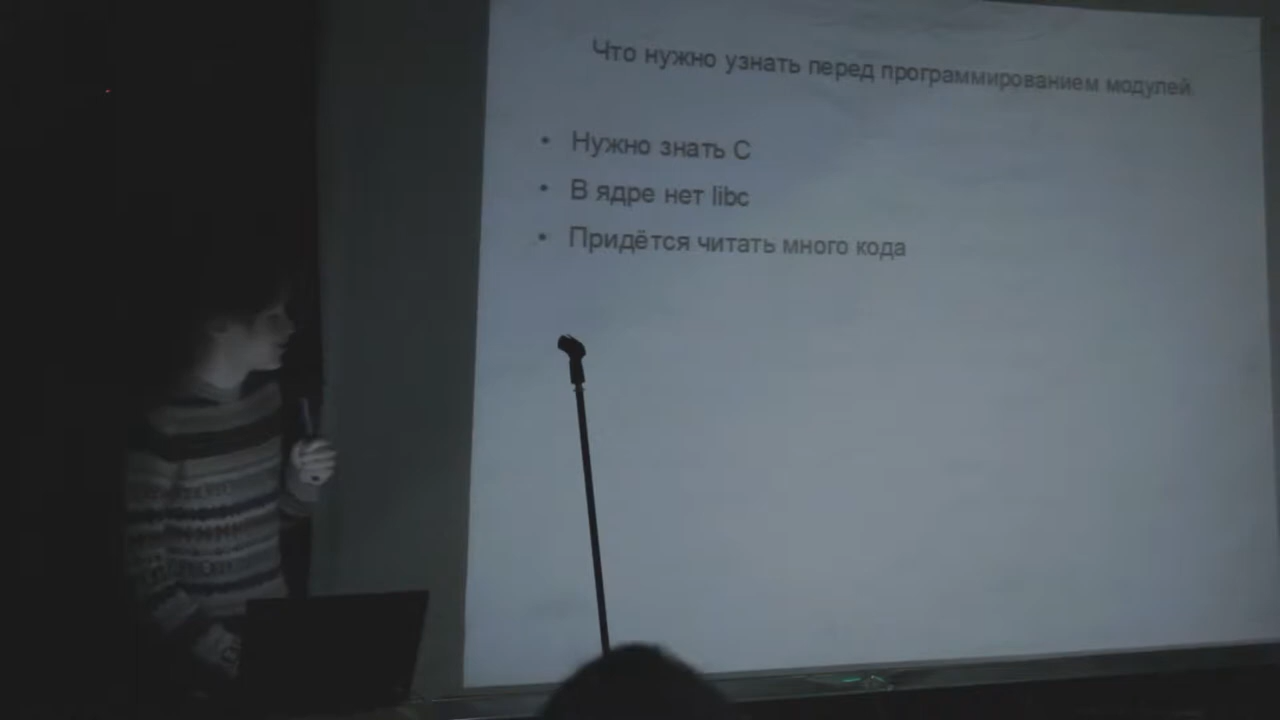 Что нужно узнать перед программированием модулей.
• Нужно знать С
• В ядре нет libc
• Придётся читать много кода